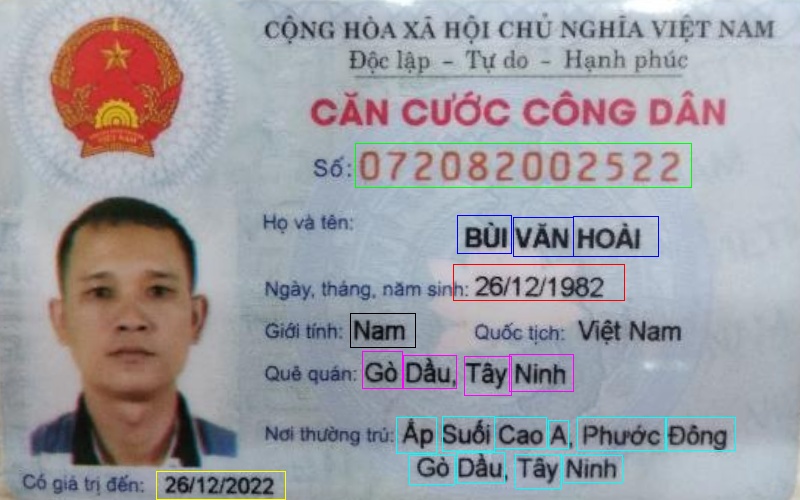 CỘNG HÒA XÃ HỘI CHỦ NGHĨA VIỆT NAM
Độc lập - Tự do - Hạnh phúc
CĂN CƯỚC CÔNG DÂN
Số: 072082002522
Họ và tên: BÙI VĂN HOÀI
Ngày, tháng, năm sinh: 26/12/1982
Giới tính: Nam Quốc tịch: Việt Nam
Quê quán: Gò Dầu, Tây Ninh
Nơi thường trú: Ấp Suối Cao A, Phước Đông
Gò Dầu, Tây Ninh
Có giá trị đến: 26/12/2022